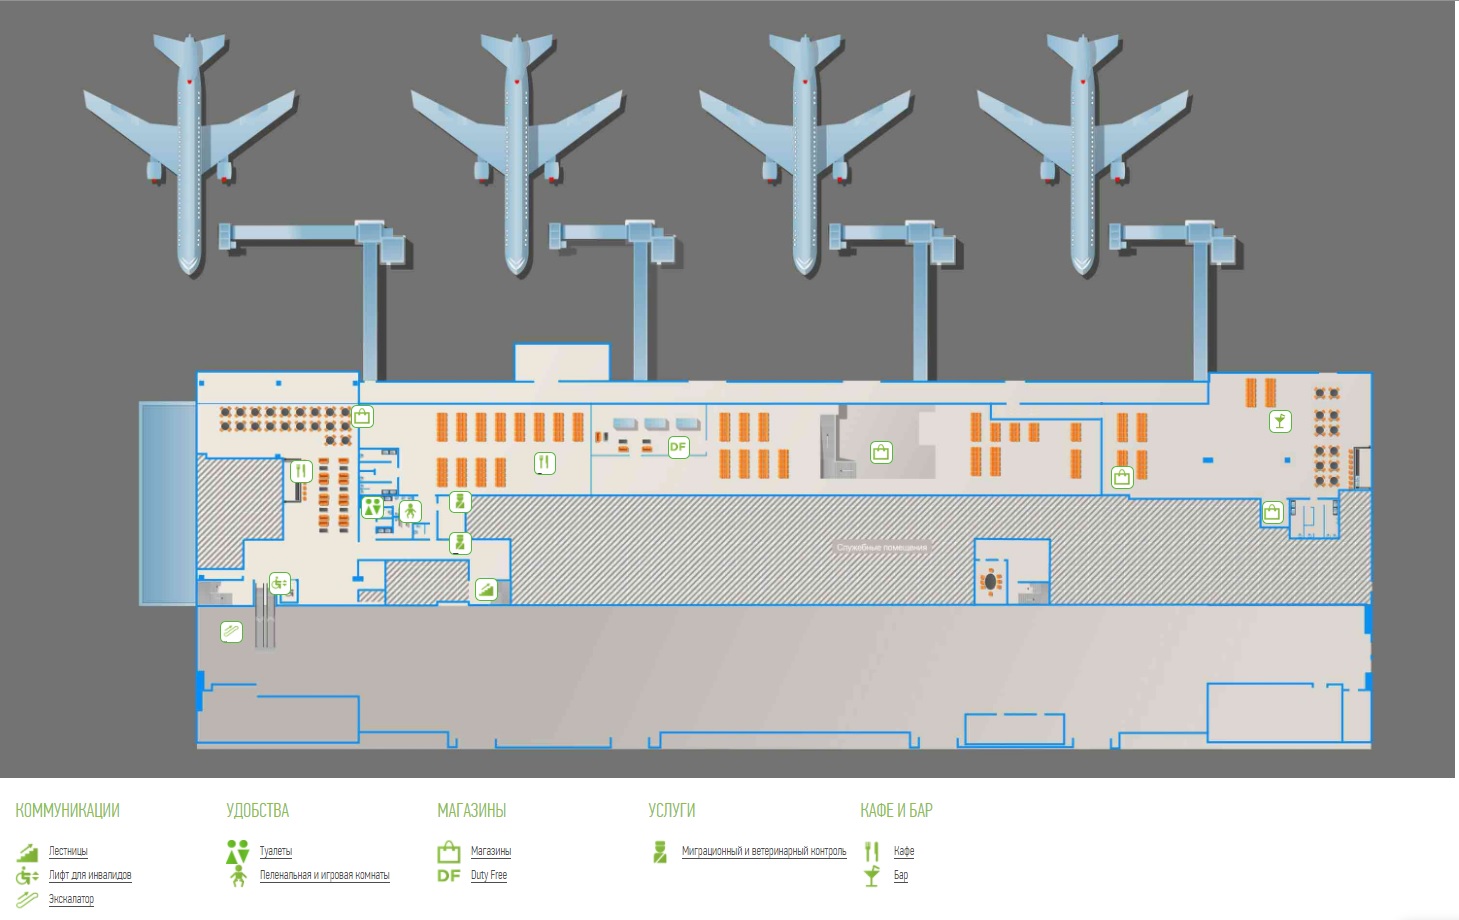 DF
Служебные помещения
КОММУНИКАЦИИ
Лестницы
Лифт для инвалидов
Экскалатор
УДОБСТВА
Туалеты
Пеленальная и игровая комнаты
МАГАЗИНЫ
Магазины
DF Duty Free
УСЛУГИ
Миграционный и ветеринарный контроль
КАФЕ И БАР
Кафе
Бар